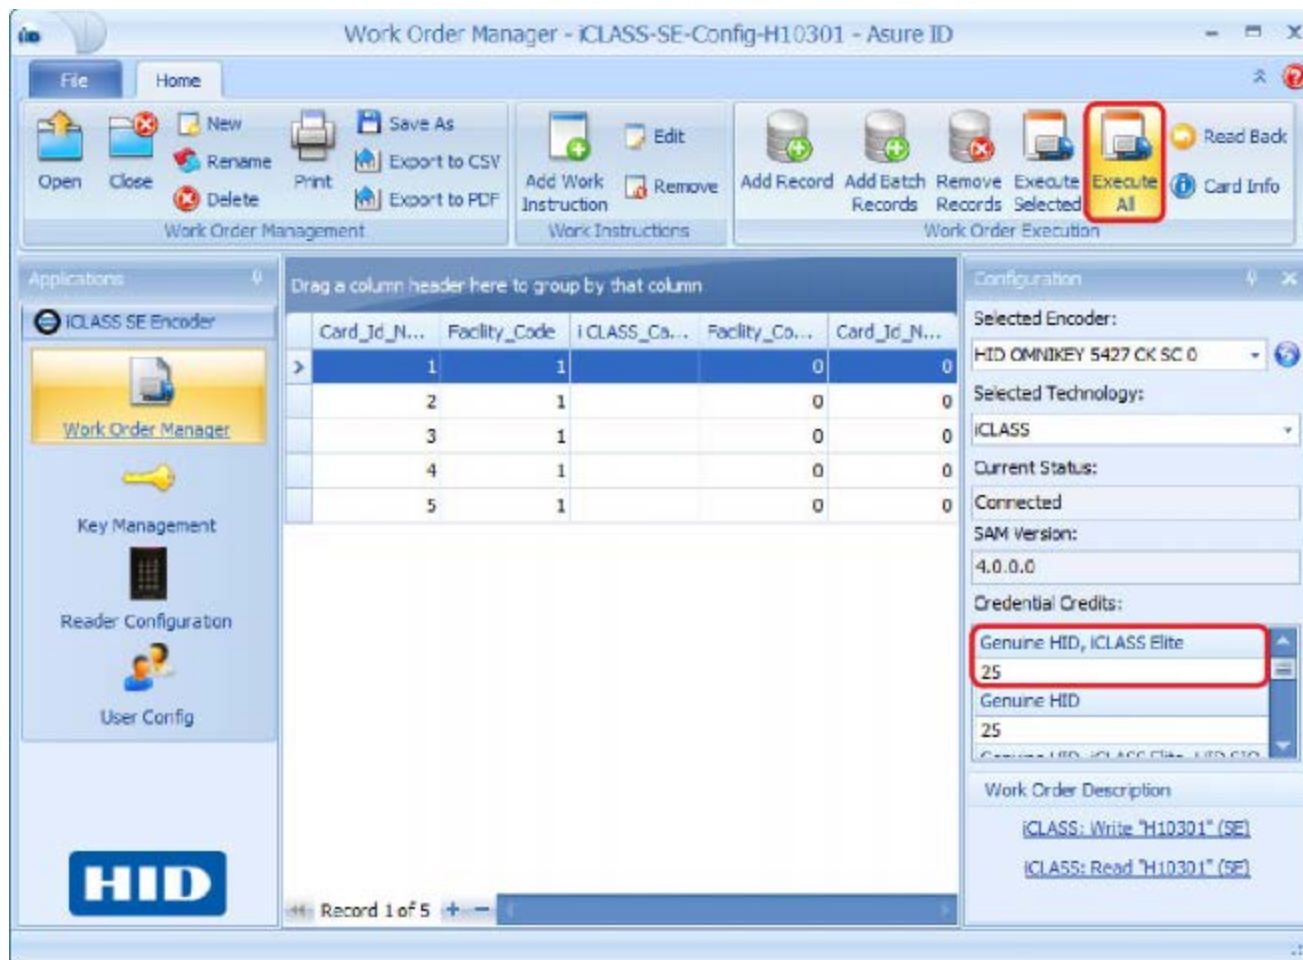 Work Order Manager - iCLASS-SE-Config-H10301 - Asure ID
File Home
Open Close New Rename Delete Print Save As Export to CSV Export to PDF
Work Order Management
Add Work Instruction Edit Remove
Work Instructions
Add Record Add Batch Records Remove Records Execute Selected Execute All Read Back Card Info
Work Order Execution
Applications
iCLASS SE Encoder
Work Order Manager
Key Management
Reader Configuration
User Config
HID
Drag a column header here to group by that column
Card_Id_N... Facility_Code iCLASS_Ca... Facility_Co... Card_Id_N...
1 1 0 0
2 1 0 0
3 1 0 0
4 1 0 0
5 1 0 0
Record 1 of 5
Configuration
Selected Encoder:
HID OMNIKEY 5427 CK SC 0
Selected Technology:
iCLASS
Current Status:
Connected
SAM Version:
4.0.0.0
Credential Credits:
Genuine HID, iCLASS Elite
25
Genuine HID
25
Genuine HID, iCLASS Elite, HID SIO
Work Order Description
iCLASS: Write "H10301" (SE)
iCLASS: Read "H10301" (SE)